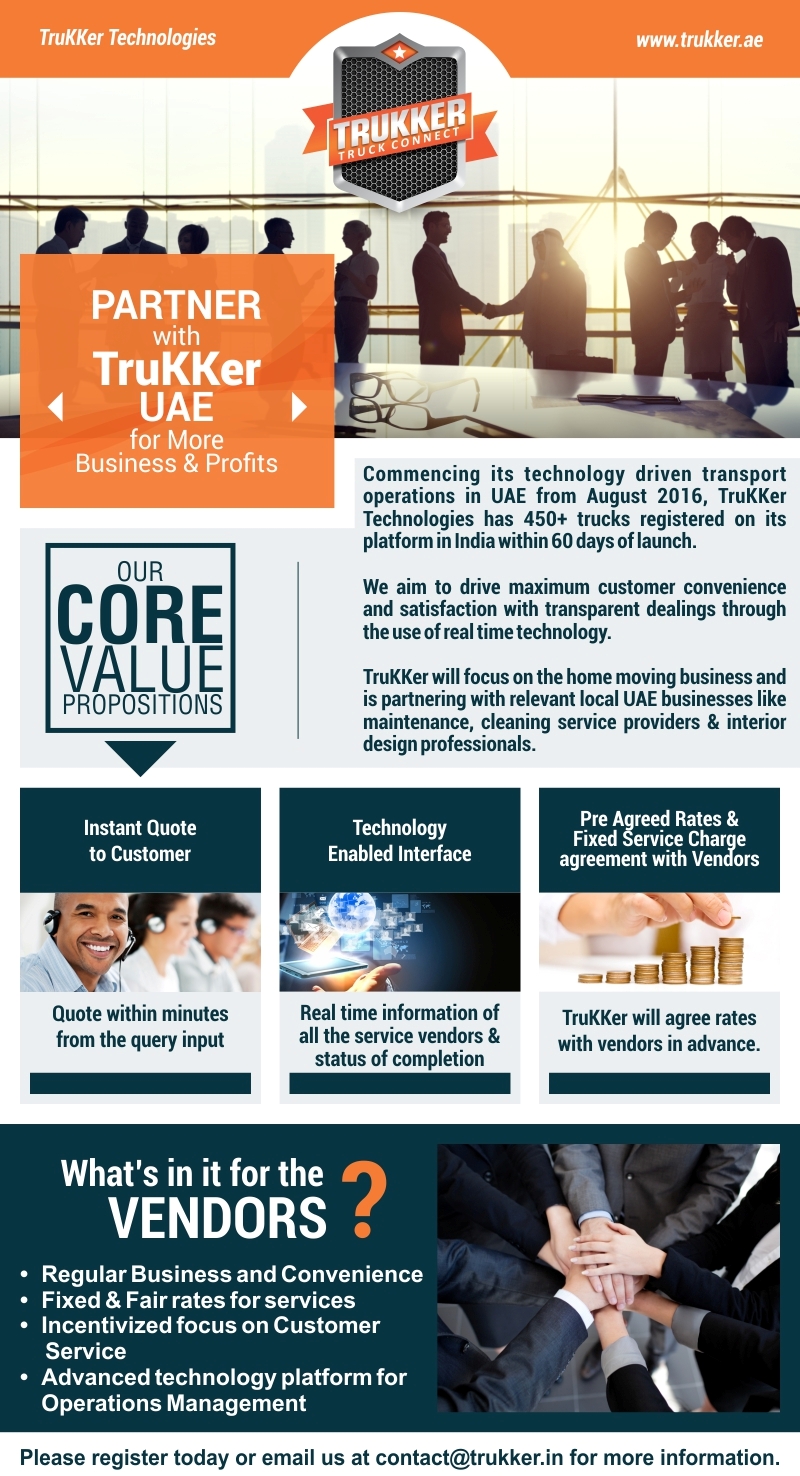 TruKKer Technologies
www.trukker.ae
TRUKKER
TRUCK CONNECT
PARTNER
with
TruKKer
UAE
for More
Business & Profits
Commencing its technology driven transport
operations in UAE from August 2016, TruKKer
Technologies has 450+ trucks registered on its
platform in India within 60 days of launch.
We aim to drive maximum customer convenience
and satisfaction with transparent dealings through
the use of real time technology.
TruKKer will focus on the home moving business and
is partnering with relevant local UAE businesses like
maintenance, cleaning service providers & interior
design professionals.
OUR
CORE
VALUE
PROPOSITIONS
Instant Quote
to Customer
Quote within minutes
from the query input
Technology
Enabled Interface
Real time information of
all the service vendors &
status of completion
Pre Agreed Rates &
Fixed Service Charge
agreement with Vendors
TruKKer will agree rates
with vendors in advance.
What's in it for the
VENDORS ?
• Regular Business and Convenience
• Fixed & Fair rates for services
• Incentivized focus on Customer
Service
• Advanced technology platform for
Operations Management
Please register today or email us at contact@trukker.in for more information.